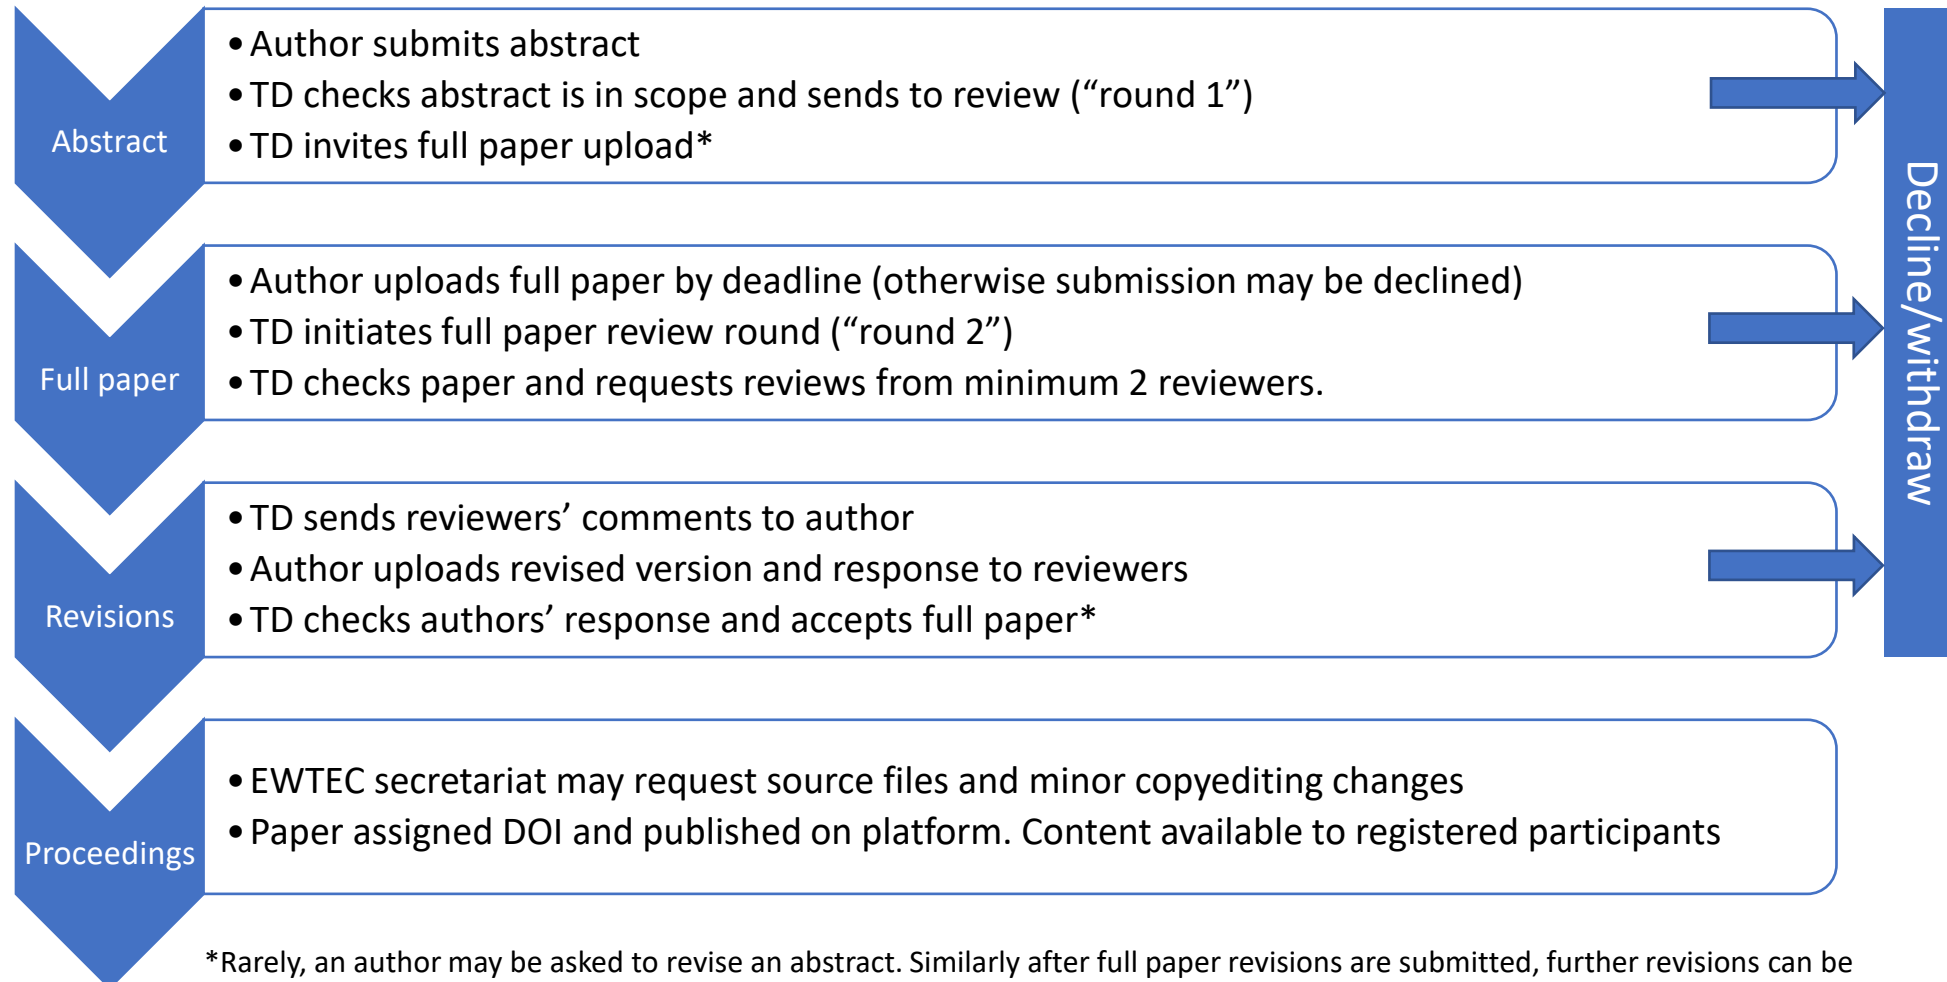 Abstract
•Author submits abstract
•TD checks abstract is in scope and sends to review (“round 1”)
•TD invites full paper upload*
Full paper
•Author uploads full paper by deadline (otherwise submission may be declined)
•TD initiates full paper review round (“round 2”)
•TD checks paper and requests reviews from minimum 2 reviewers.
Revisions
•TD sends reviewers’ comments to author
•Author uploads revised version and response to reviewers
•TD checks authors’ response and accepts full paper*
Proceedings
•EWTEC secretariat may request source files and minor copyediting changes
•Paper assigned DOI and published on platform. Content available to registered participants
Decline/withdraw
*Rarely, an author may be asked to revise an abstract. Similarly after full paper revisions are submitted, further revisions can be